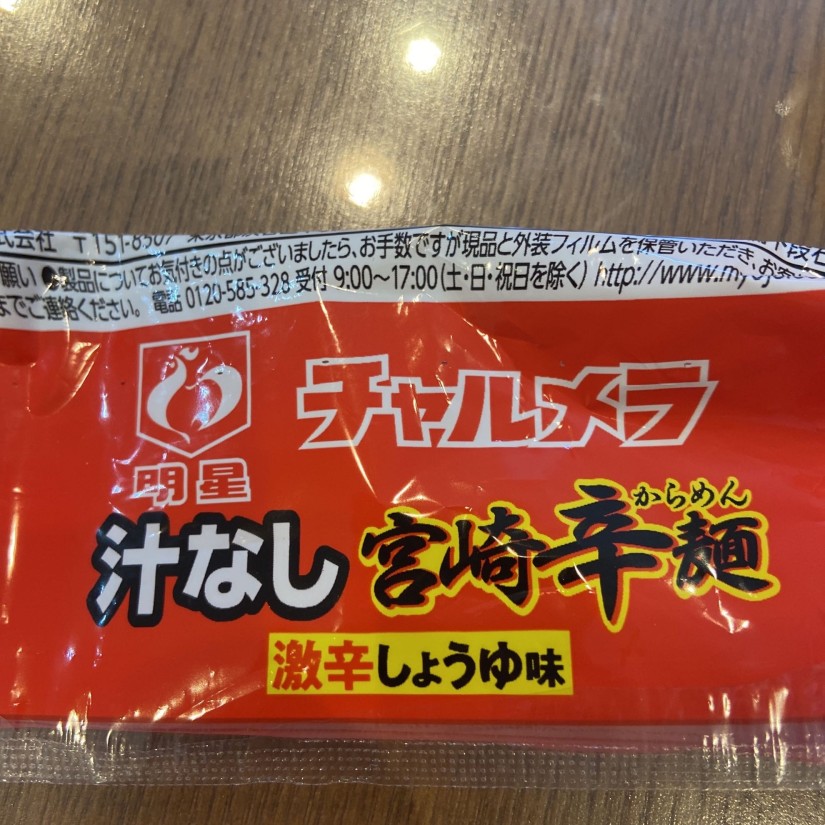 式会社 〒151-8507
製品についてお気付きの点がございましたら、お手数ですが現品と外装フィルムを保管いただき、お客
願い
までご連絡ください。 電話 0120-585-328 受付 9:00〜17:00(土・日・祝日を除く) http://www.my
明星
チャルメラ
からめん
汁なし 宮崎辛麺
激辛しょうゆ味